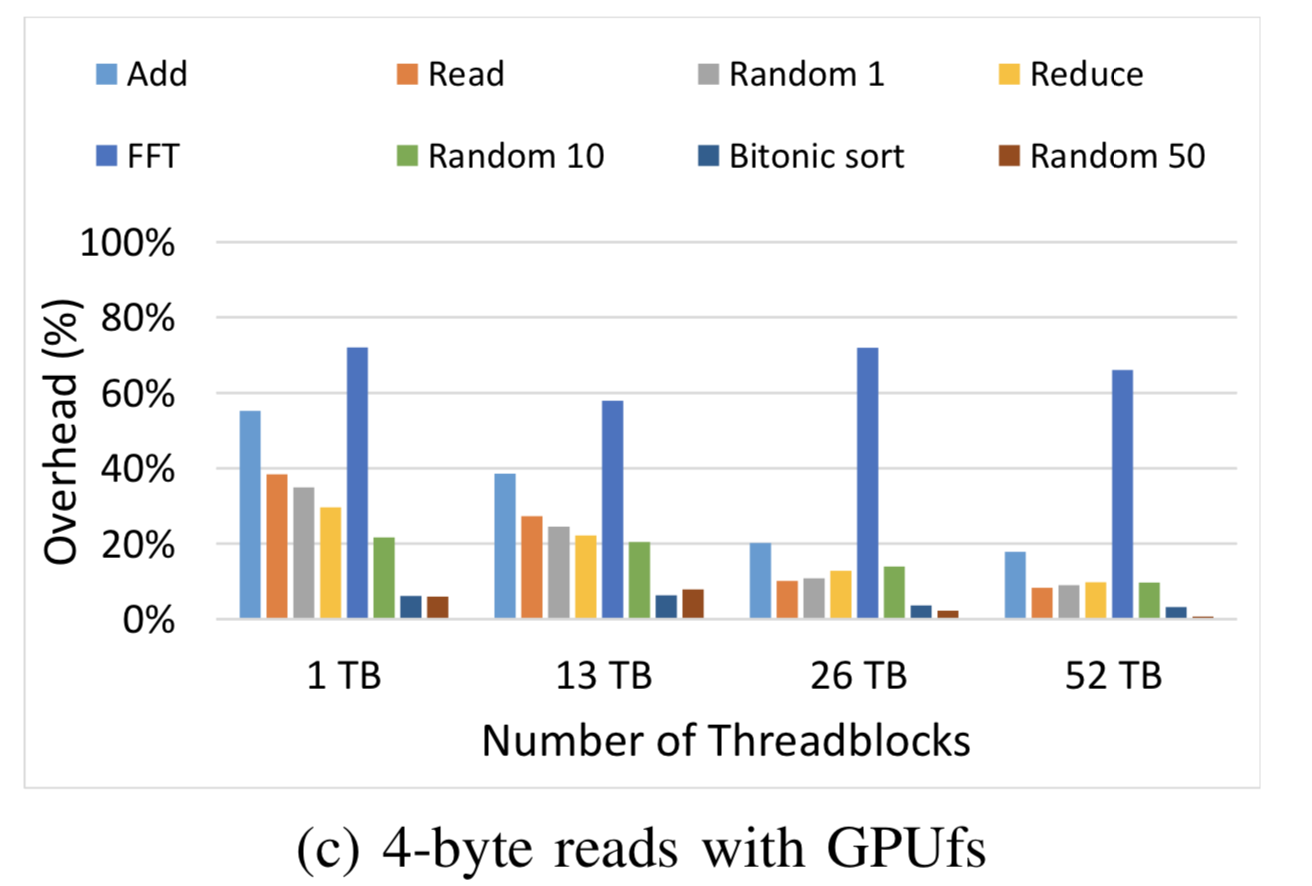 Add Read Random 1 Reduce
FFT Random 10 Bitonic sort Random 50
100%
80%
60%
40%
20%
0%
Overhead (%)
1 TB 13 TB 26 TB 52 TB
Number of Threadblocks
(c) 4-byte reads with GPUfs